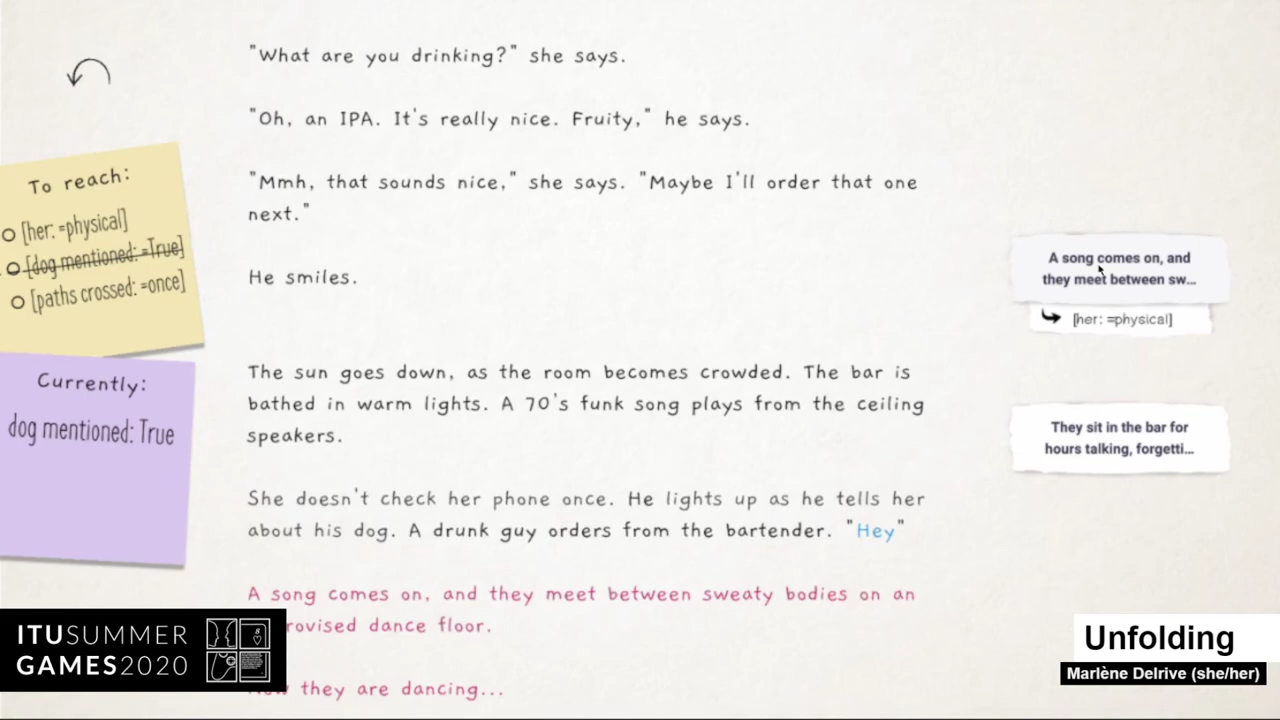 "What are you drinking?" she says.
"Oh, an IPA. It's really nice. Fruity," he says.
"Mmh, that sounds nice," she says. "Maybe I'll order that one
next."
He smiles.
The sun goes down, as the room becomes crowded. The bar is
bathed in warm lights. A 70's funk song plays from the ceiling
speakers.
She doesn't check her phone once. He lights up as he tells her
about his dog. A drunk guy orders from the bartender. "Hey"
A song comes on, and they meet between sweaty bodies on an
rovised dance floor.
they are dancing...
To reach:
[her: =physical]
[dog mentioned: =True]
[paths crossed: =once]
Currently:
dog mentioned: True
A song comes on, and
they meet between sw...
[her: =physical]
They sit in the bar for
hours talking, forgetti...
ITUSUMMER
GAMES2020
Unfolding
Marlène Delrive (she/her)